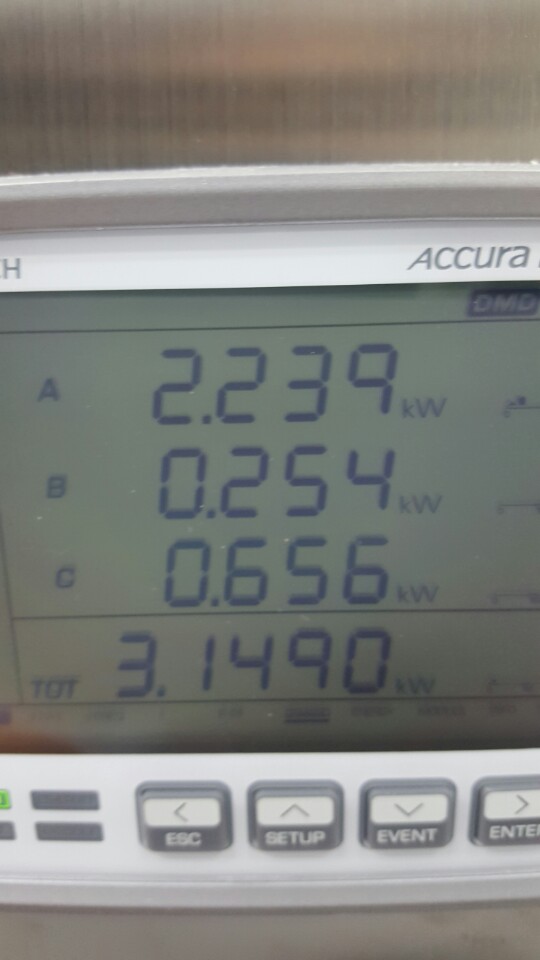 CH
Accura
DMD
A 2.239 kW
B 0.254 kW
C 0.656 kW
TOT 3.1490 kW
ESC SETUP EVENT ENTE